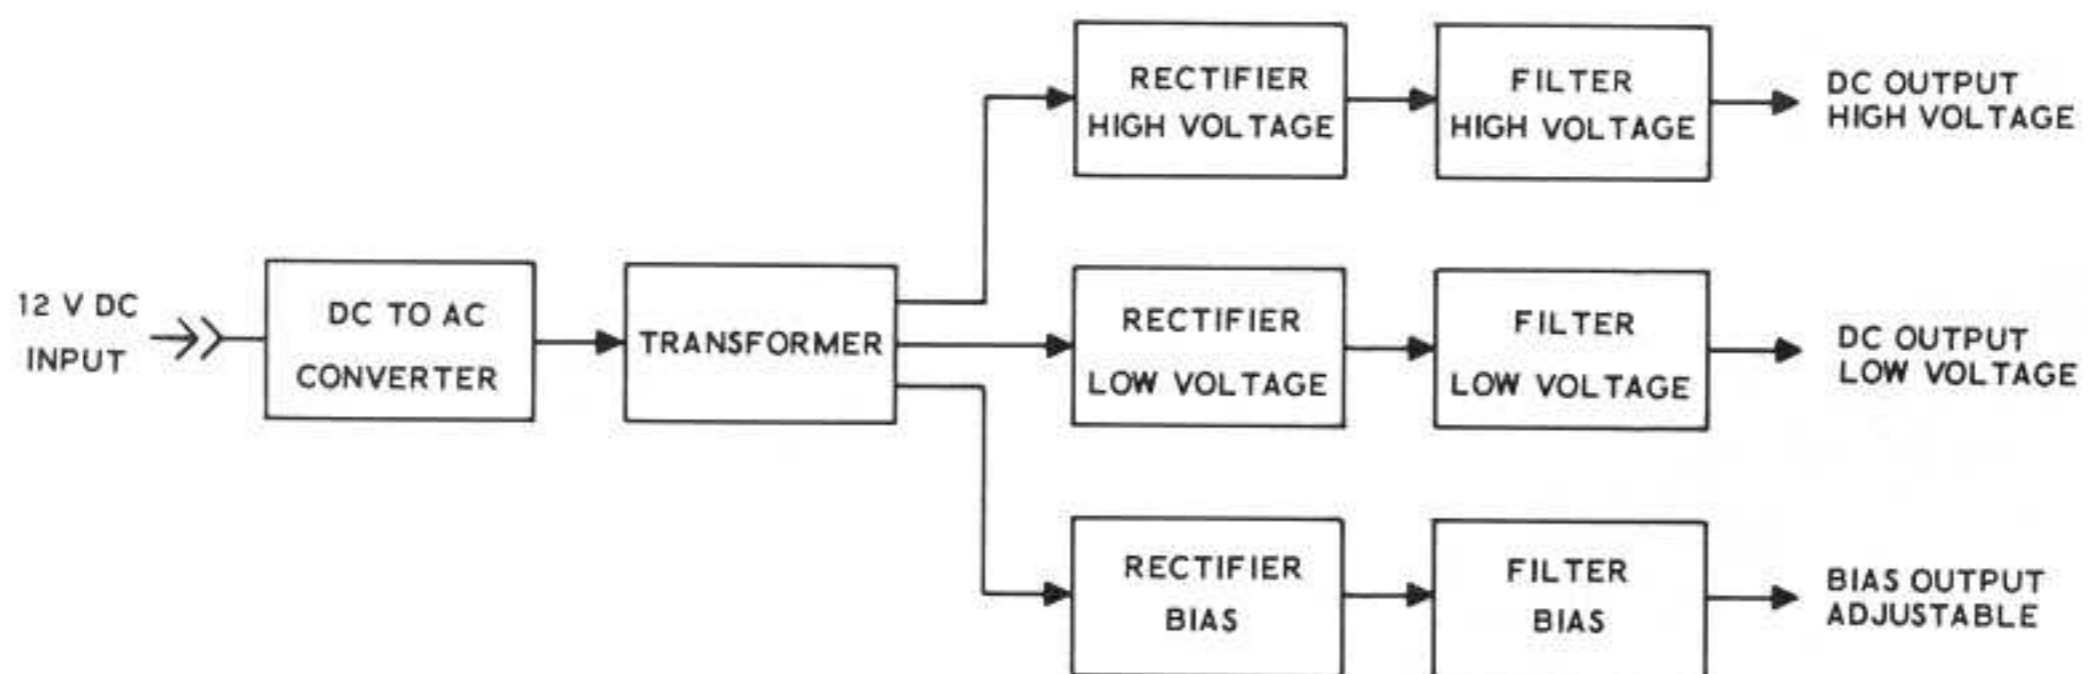 12 V DC
INPUT
DC TO AC
CONVERTER
TRANSFORMER
RECTIFIER
HIGH VOLTAGE
FILTER
HIGH VOLTAGE
DC OUTPUT
HIGH VOLTAGE
RECTIFIER
LOW VOLTAGE
FILTER
LOW VOLTAGE
DC OUTPUT
LOW VOLTAGE
RECTIFIER
BIAS
FILTER
BIAS
BIAS OUTPUT
ADJUSTABLE